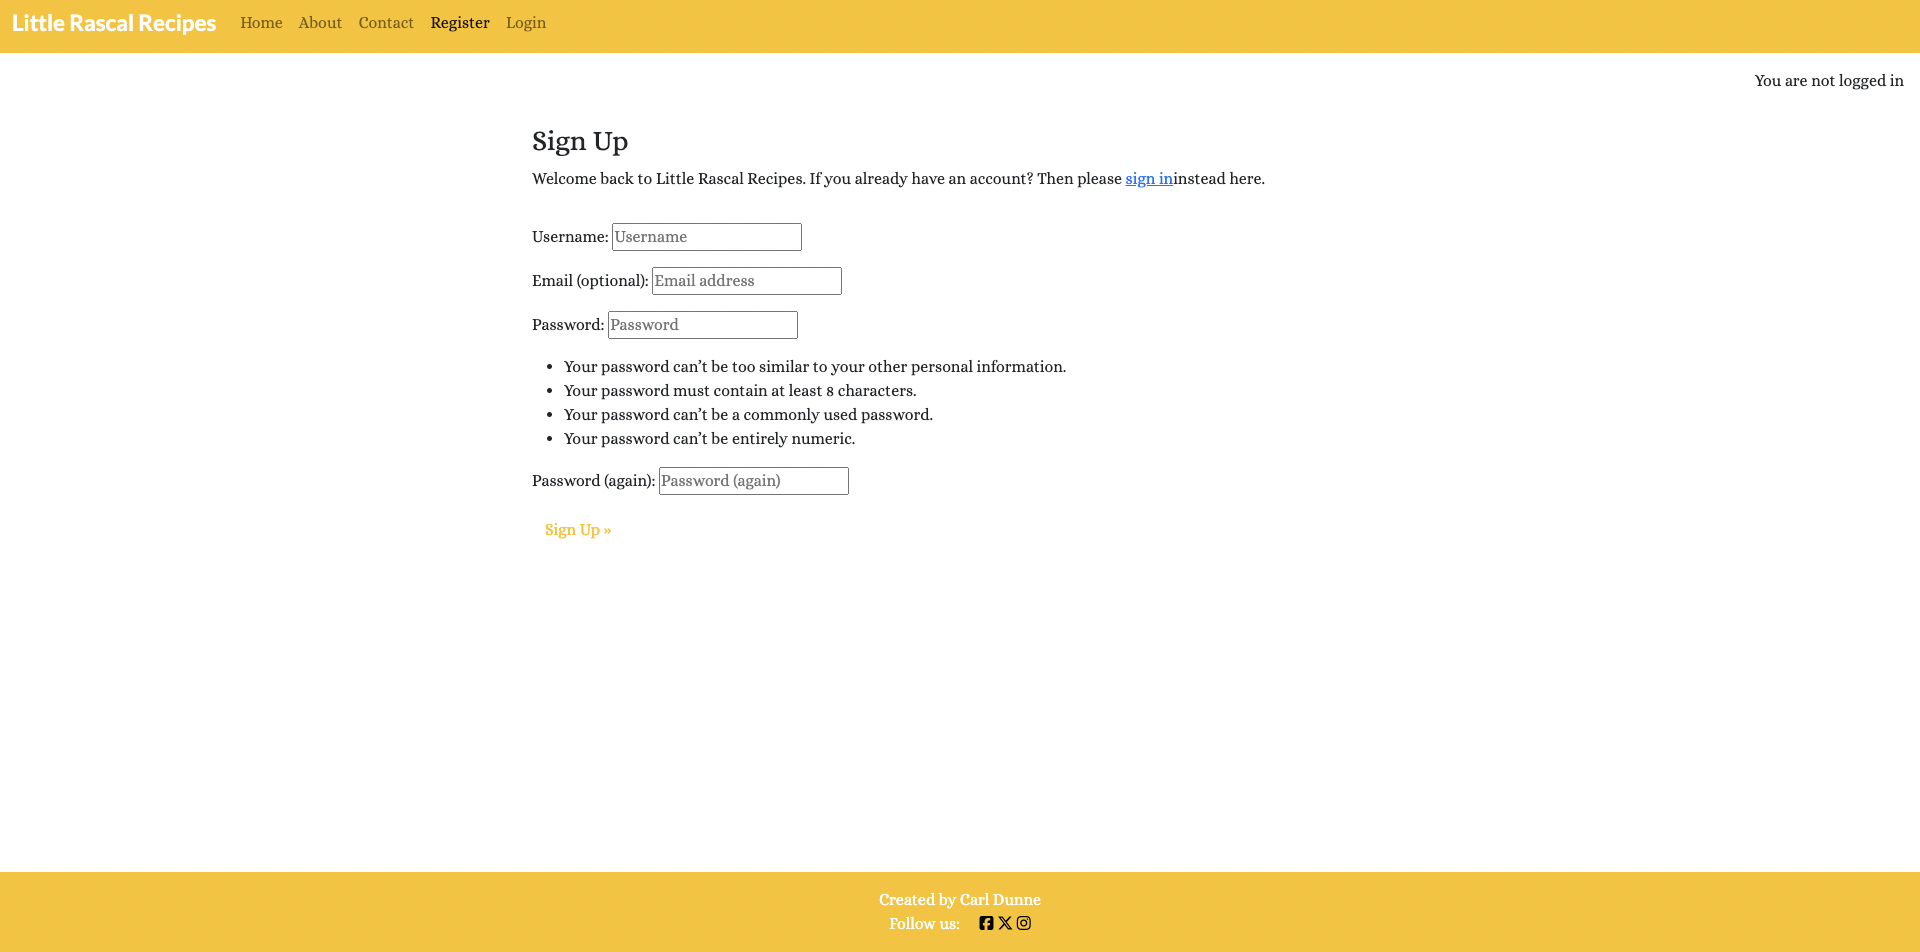 Little Rascal Recipes Home About Contact Register Login
You are not logged in
Sign Up
Welcome back to Little Rascal Recipes. If you already have an account? Then please sign ininstead here.
Username: Username
Email (optional): Email address
Password: Password
• Your password can’t be too similar to your other personal information.
• Your password must contain at least 8 characters.
• Your password can’t be a commonly used password.
• Your password can’t be entirely numeric.
Password (again): Password (again)
Sign Up »
Created by Carl Dunne
Follow us: